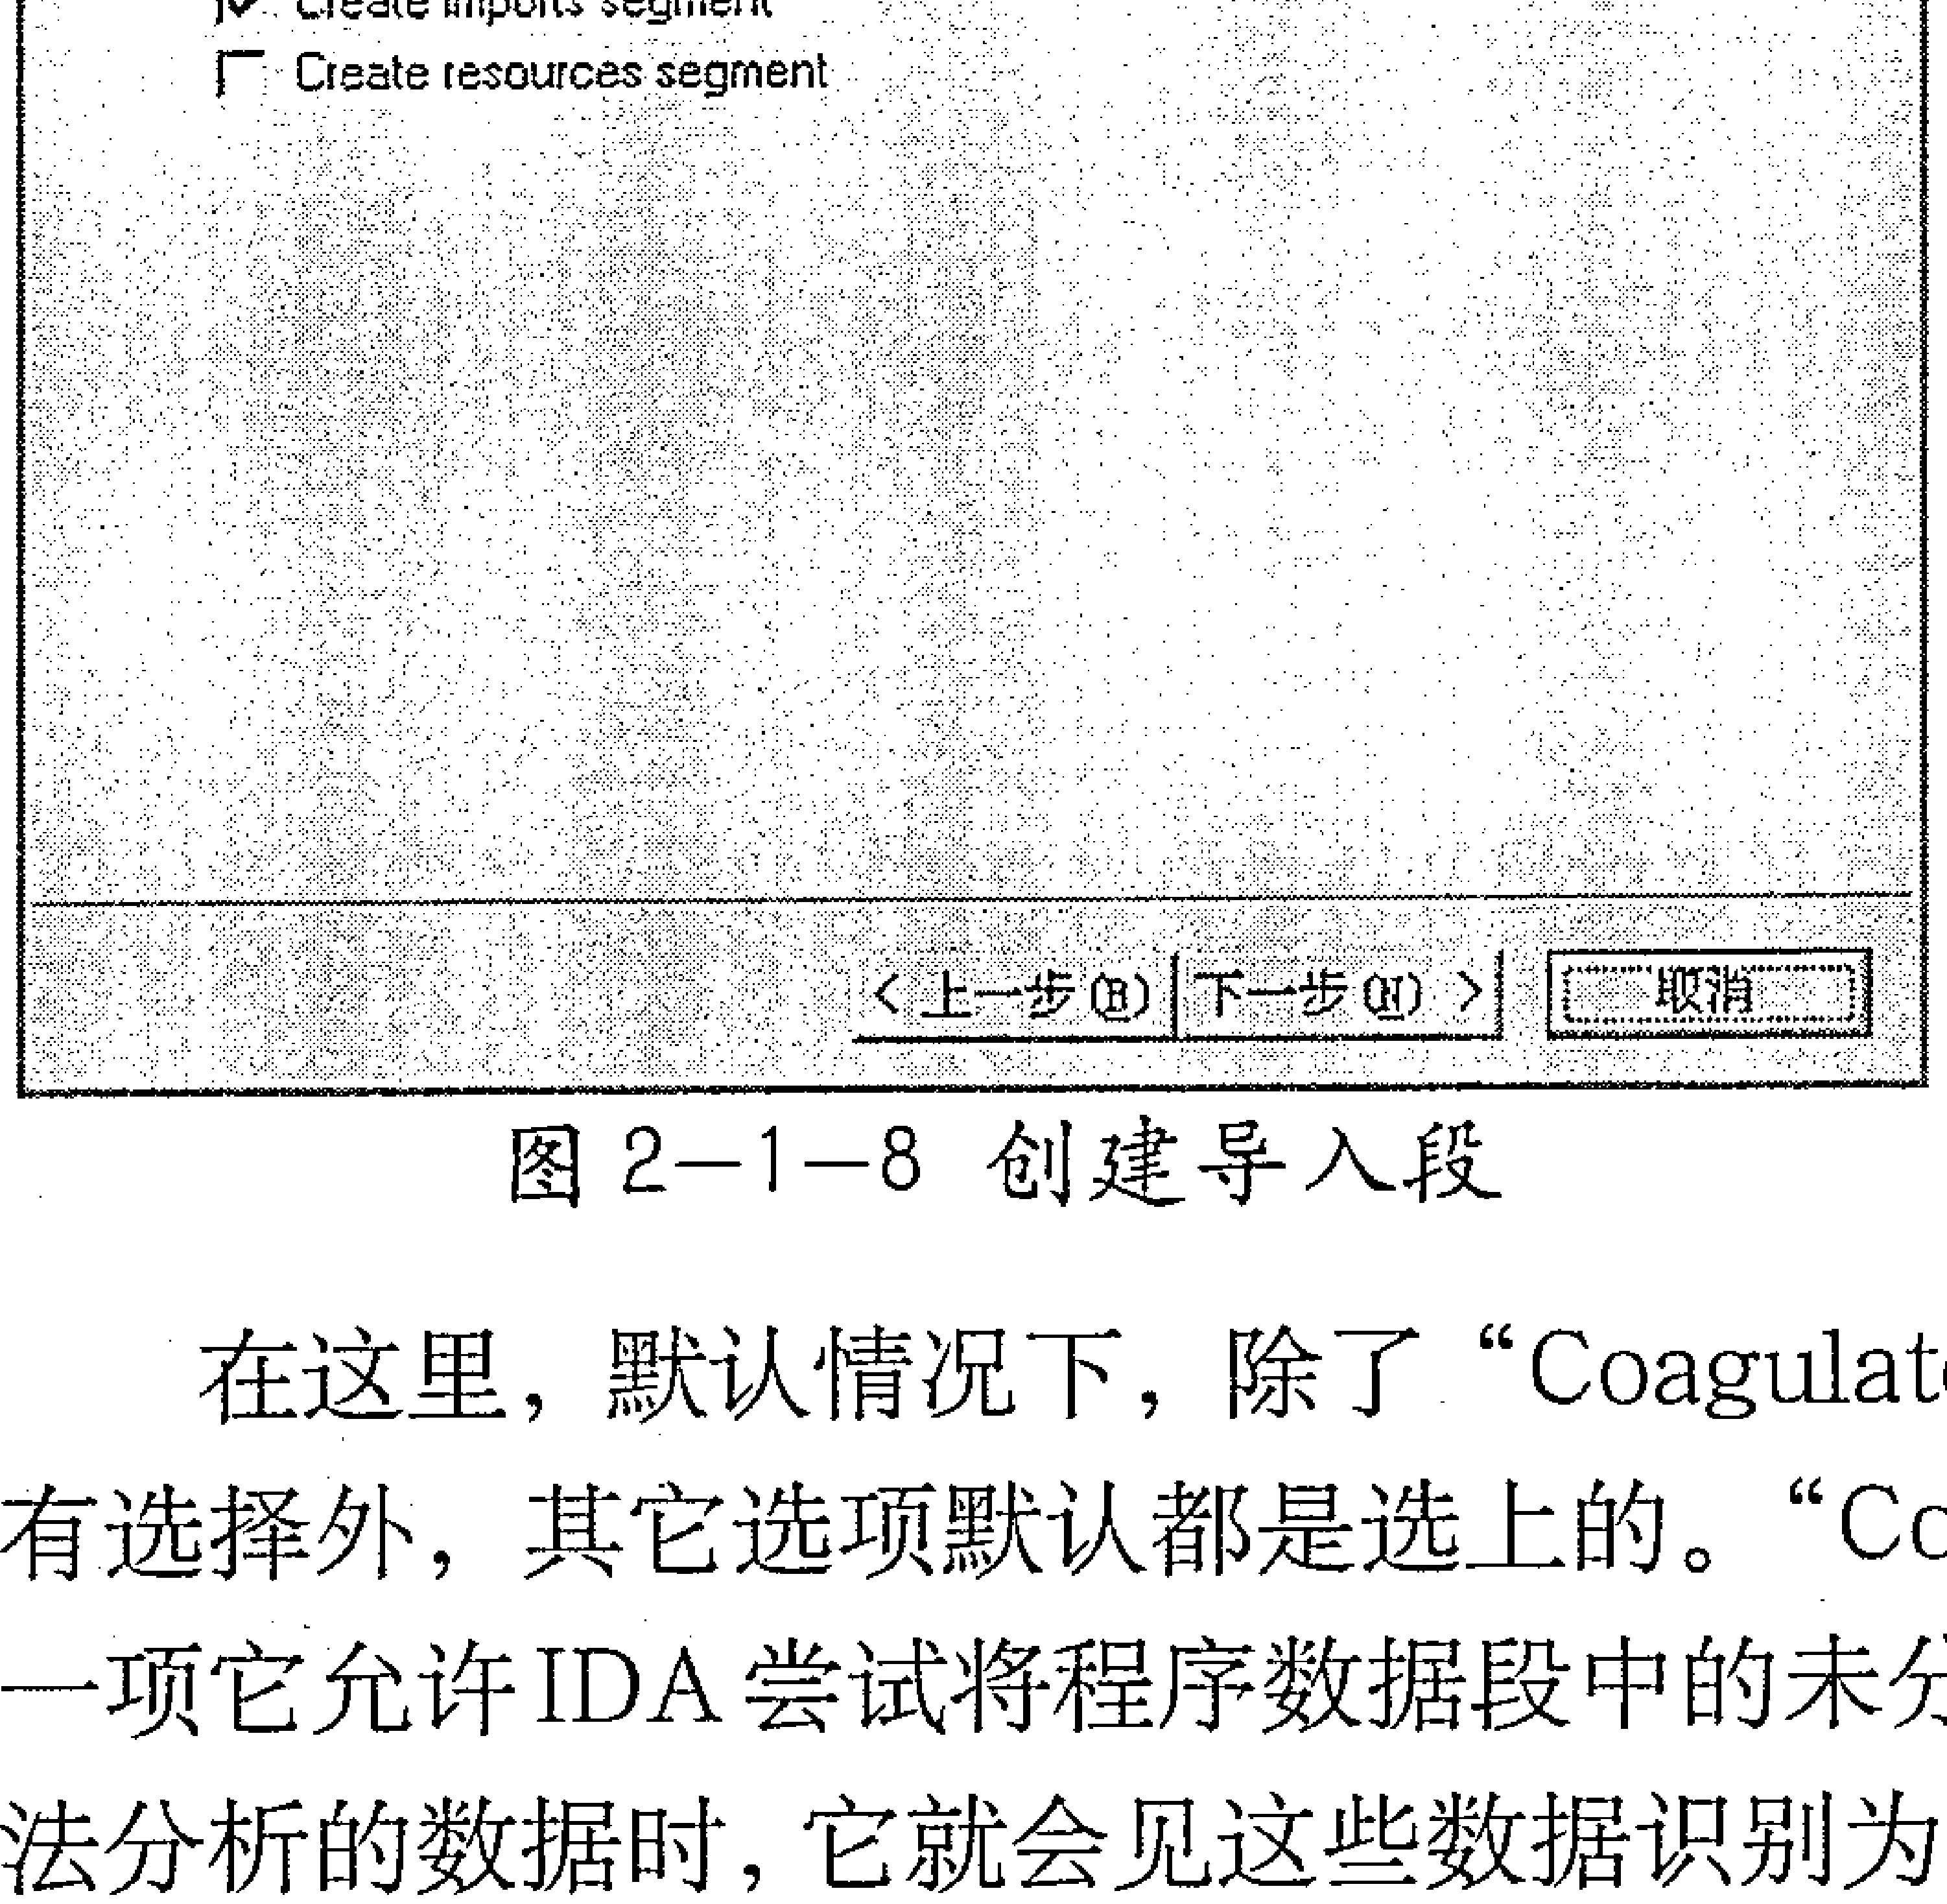 Create imports segment
Create resources segment
< 上一步(B) 下一步(N) > 取消
图 2-1-8 创建导入段
在这里，默认情况下，除了“Coagulat
有选择外，其它选项默认都是选上的。“Co
一项它允许IDA尝试将程序数据段中的未分
法分析的数据时，它就会见这些数据识别为